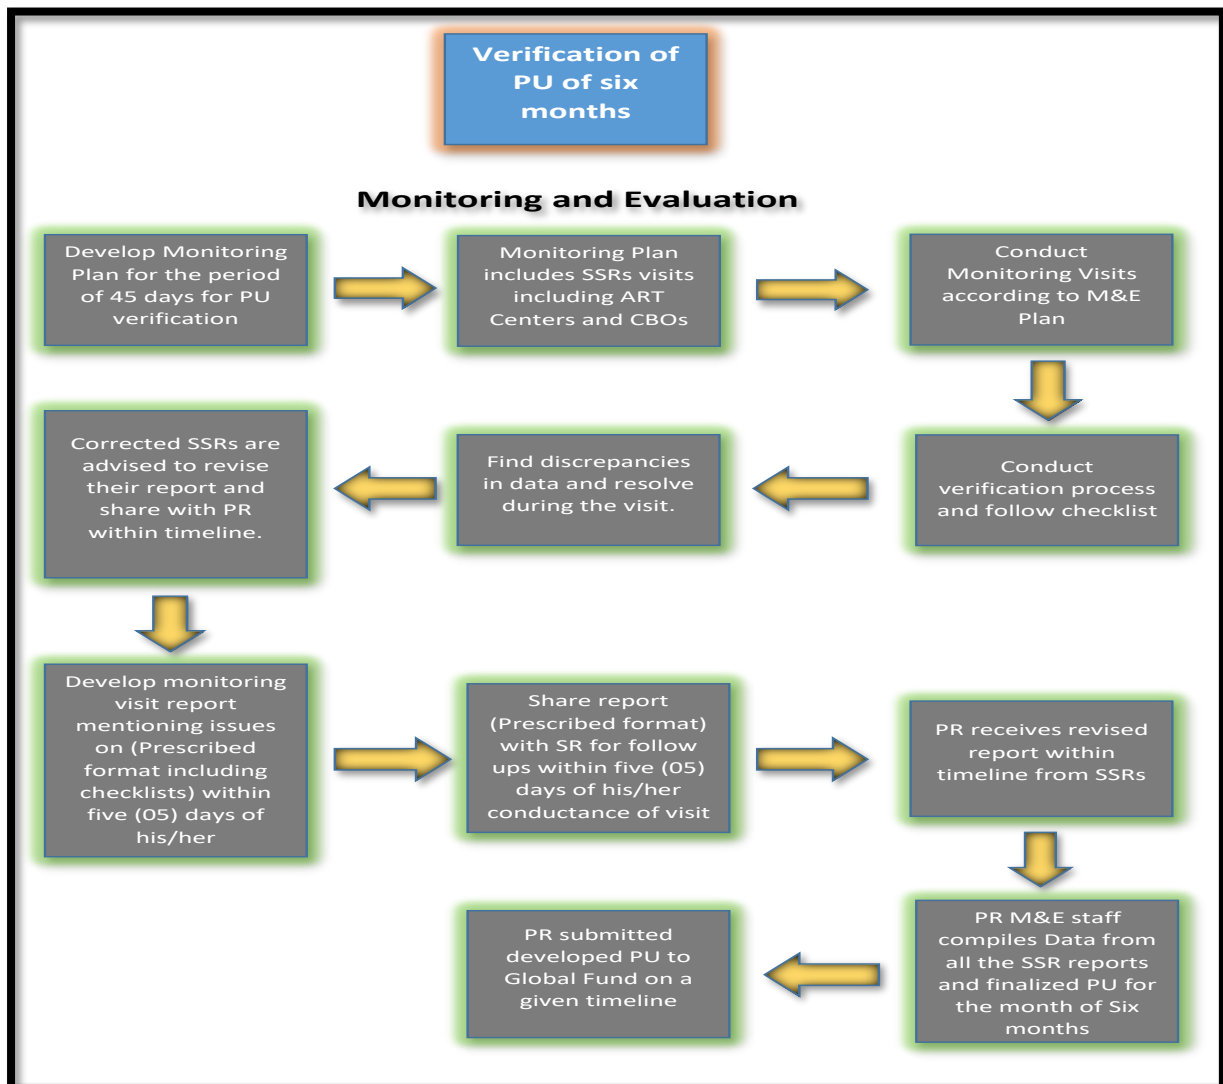 Verification of
PU of six
months
Monitoring and Evaluation
Develop Monitoring
Plan for the period
of 45 days for PU
verification
Monitoring Plan
includes SSRs visits
including ART
Centers and CBOs
Conduct
Monitoring Visits
according to M&E
Plan
Conduct
verification process
and follow checklist
Find discrepancies
in data and resolve
during the visit.
Corrected SSRs are
advised to revise
their report and
share with PR
within timeline.
Develop monitoring
visit report
mentioning issues
on (Prescribed
format including
checklists) within
five (05) days of
his/her
Share report
(Prescribed format)
with SR for follow
ups within five (05)
days of his/her
conductance of visit
PR receives revised
report within
timeline from SSRs
PR M&E staff
compiles Data from
all the SSR reports
and finalized PU for
the month of Six
months
PR submitted
developed PU to
Global Fund on a
given timeline